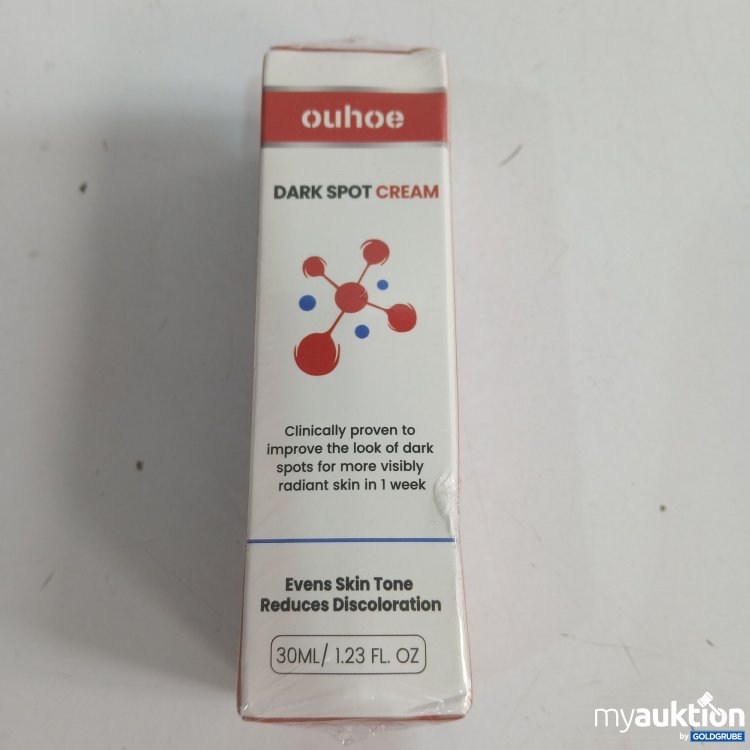 ouhoe
DARK SPOT CREAM
Clinically proven to
improve the look of dark
spots for more visibly
radiant skin in 1 week
Evens Skin Tone
Reduces Discoloration
30ML/ 1.23 FL. OZ
myauktion
by GOLDGRUBE